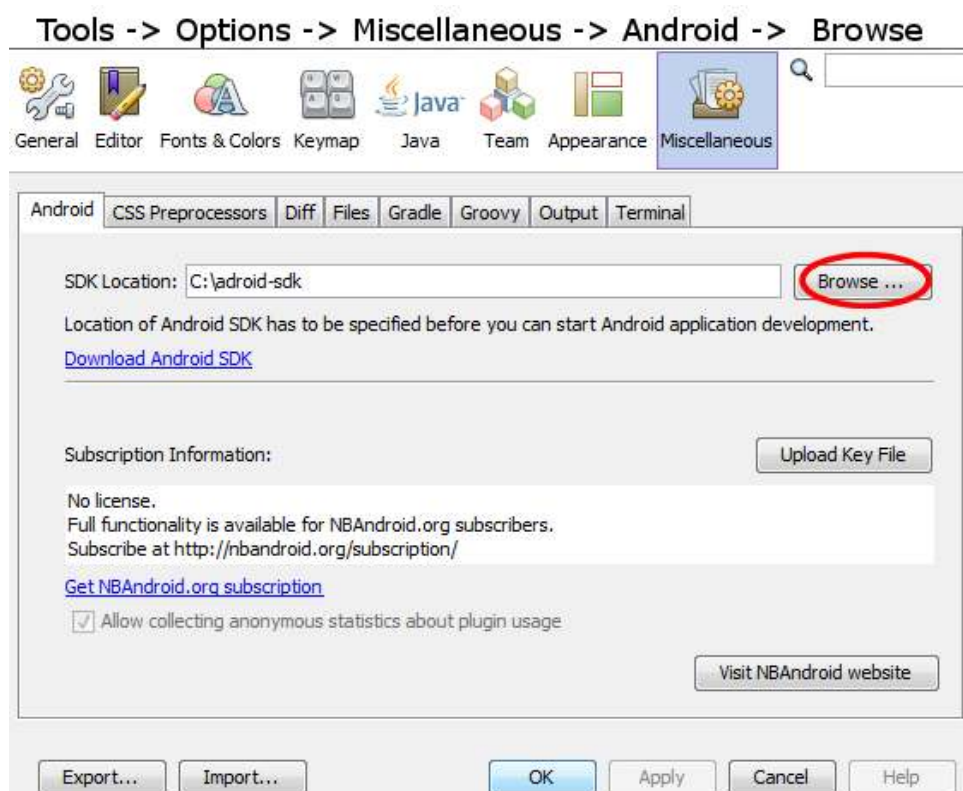 Tools -> Options -> Miscellaneous -> Android -> Browse
General Editor Fonts & Colors Keymap Java Team Appearance Miscellaneous
Android CSS Preprocessors Diff Files Gradle Groovy Output Terminal
SDK Location: C:\adroid-sdk Browse ...
Location of Android SDK has to be specified before you can start Android application development.
Download Android SDK
Subscription Information: Upload Key File
No license.
Full functionality is available for NBAndroid.org subscribers.
Subscribe at http://nbandroid.org/subscription/
Get NBAndroid.org subscription
Allow collecting anonymous statistics about plugin usage
Visit NBAndroid website
Export... Import... OK Apply Cancel Help